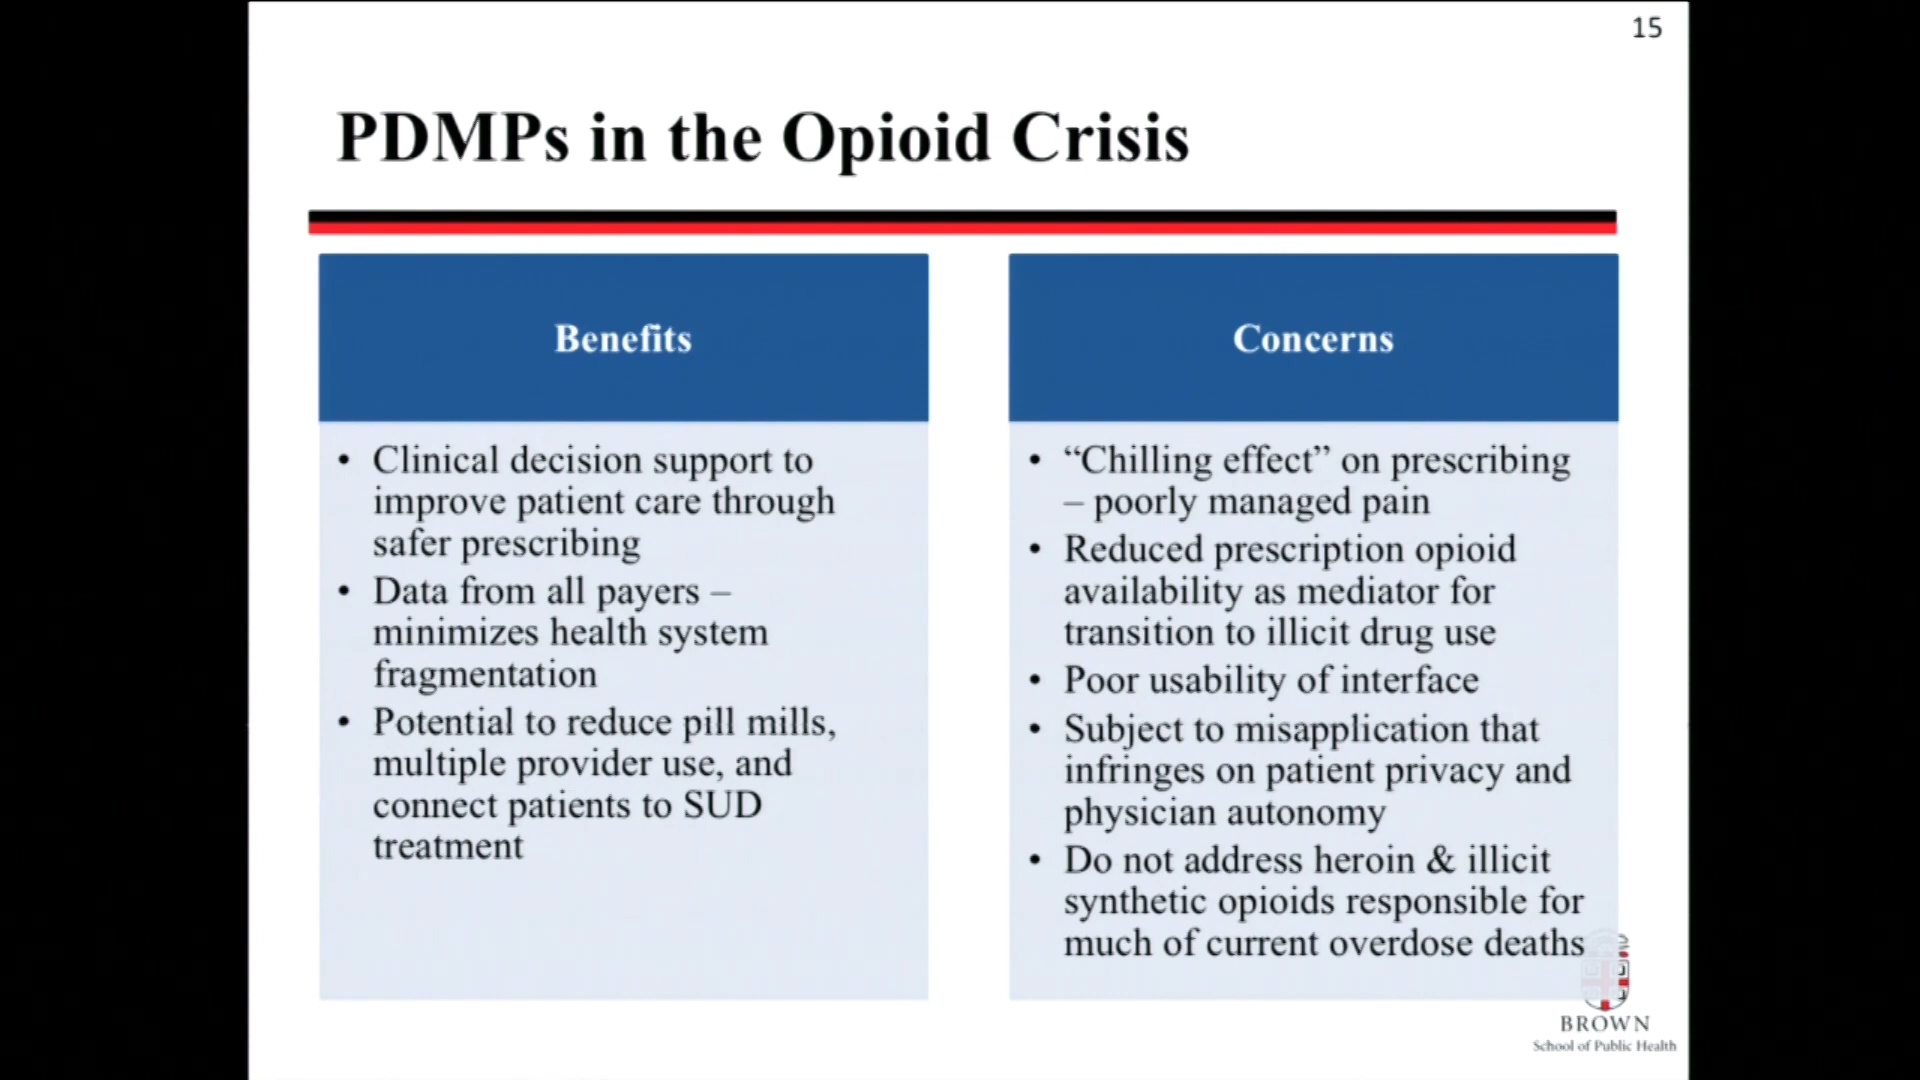 15
PDMPs in the Opioid Crisis
Benefits
• Clinical decision support to
improve patient care through
safer prescribing
• Data from all payers –
minimizes health system
fragmentation
• Potential to reduce pill mills,
multiple provider use, and
connect patients to SUD
treatment
Concerns
• “Chilling effect” on prescribing
– poorly managed pain
• Reduced prescription opioid
availability as mediator for
transition to illicit drug use
• Poor usability of interface
• Subject to misapplication that
infringes on patient privacy and
physician autonomy
• Do not address heroin & illicit
synthetic opioids responsible for
much of current overdose deaths
BROWN
School of Public Health